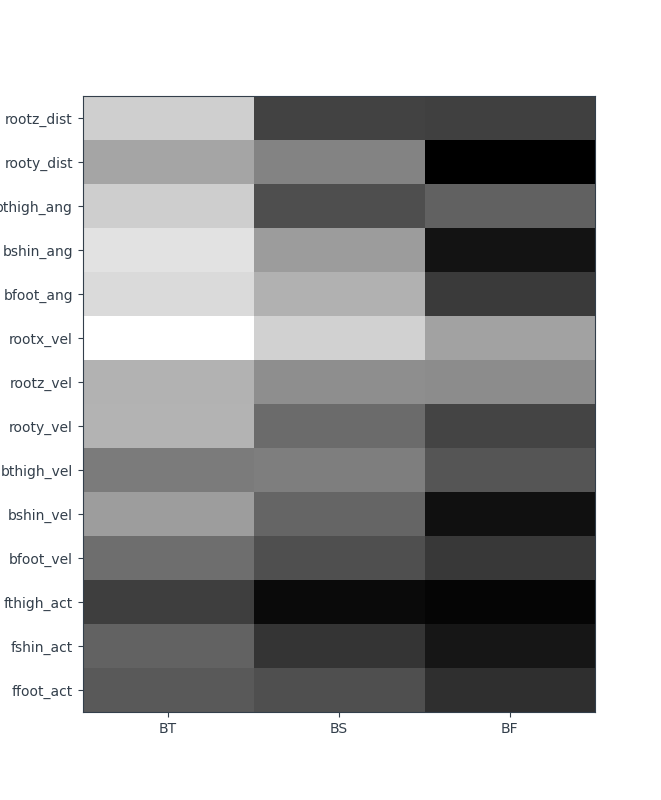 rootz_dist
rooty_dist
bthigh_ang
bshin_ang
bfoot_ang
rootx_vel
rootz_vel
rooty_vel
bthigh_vel
bshin_vel
bfoot_vel
fthigh_act
fshin_act
ffoot_act
BT BS BF